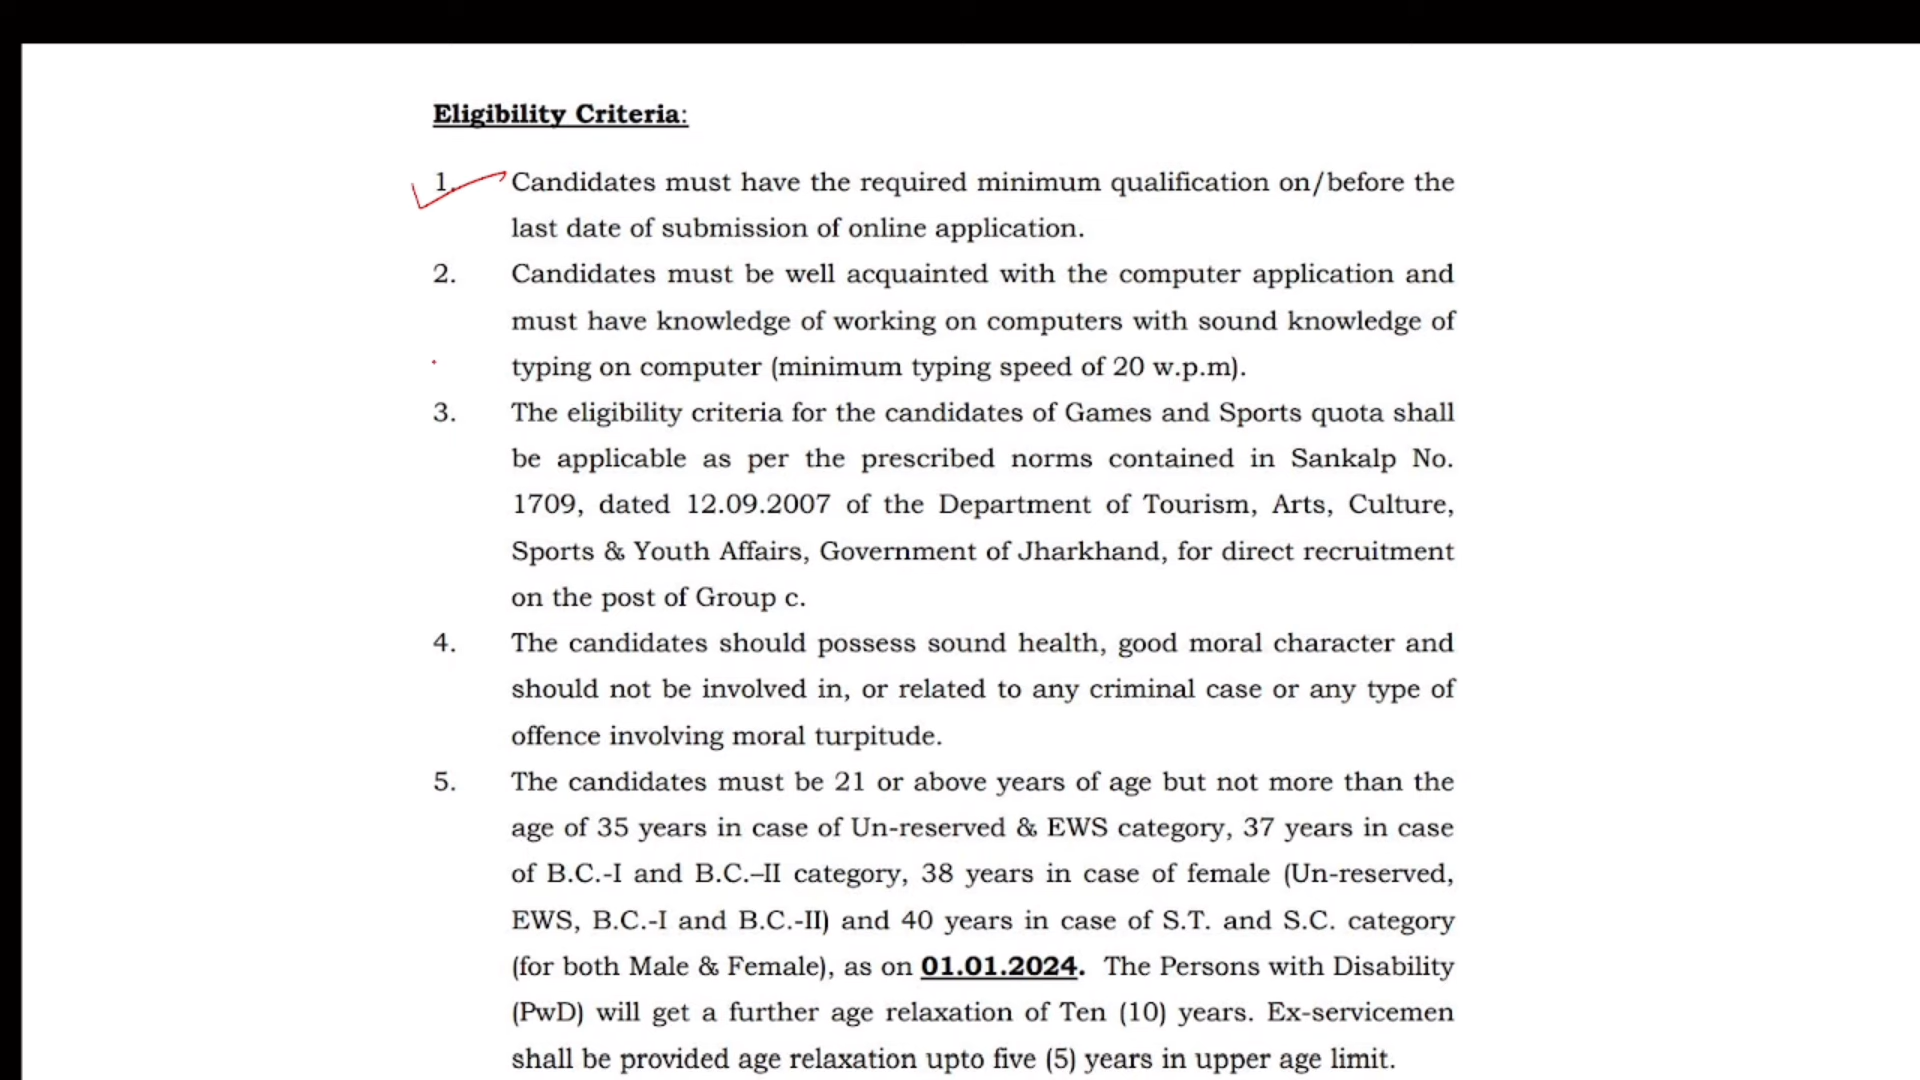 Eligibility Criteria:
1. Candidates must have the required minimum qualification on/before the
last date of submission of online application.
2. Candidates must be well acquainted with the computer application and
must have knowledge of working on computers with sound knowledge of
typing on computer (minimum typing speed of 20 w.p.m).
3. The eligibility criteria for the candidates of Games and Sports quota shall
be applicable as per the prescribed norms contained in Sankalp No.
1709, dated 12.09.2007 of the Department of Tourism, Arts, Culture,
Sports & Youth Affairs, Government of Jharkhand, for direct recruitment
on the post of Group c.
4. The candidates should possess sound health, good moral character and
should not be involved in, or related to any criminal case or any type of
offence involving moral turpitude.
5. The candidates must be 21 or above years of age but not more than the
age of 35 years in case of Un-reserved & EWS category, 37 years in case
of B.C.-I and B.C.–II category, 38 years in case of female (Un-reserved,
EWS, B.C.-I and B.C.-II) and 40 years in case of S.T. and S.C. category
(for both Male & Female), as on 01.01.2024. The Persons with Disability
(PwD) will get a further age relaxation of Ten (10) years. Ex-servicemen
shall be provided age relaxation upto five (5) years in upper age limit.